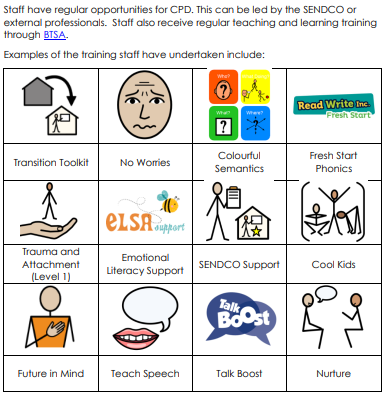 Staff have regular opportunities for CPD. This can be led by the SENDCO or
external professionals. Staff also receive regular teaching and learning training
through BTSA.
Examples of the training staff have undertaken include:
Who?
What?
Where?
Read Write Inc.
Fresh Start
Transition Toolkit
No Worries
Colourful
Semantics
Fresh Start
Phonics
ELSA support
Trauma and
Attachment
(Level 1)
Emotional
Literacy Support
SENDCO Support
Cool Kids
Talk
Boost
Future in Mind
Teach Speech
Talk Boost
Nurture